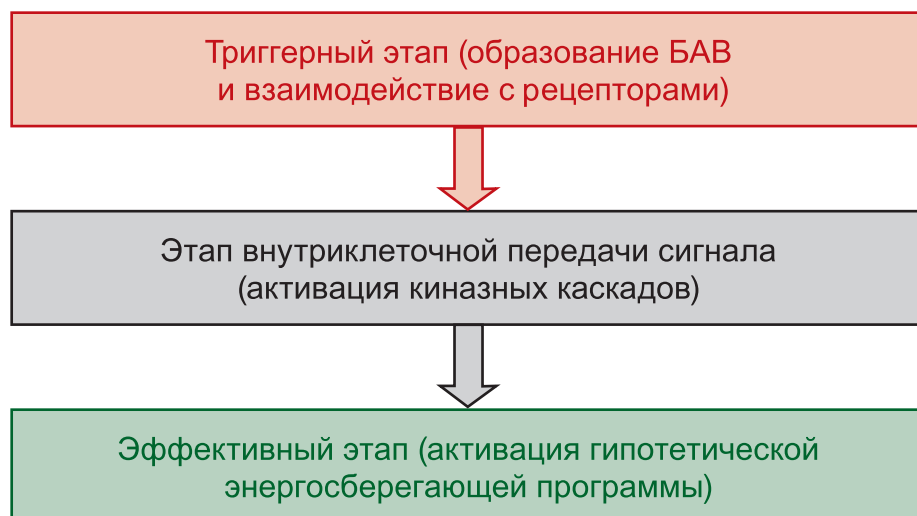 Триггерный этап (образование БАВ
и взаимодействие с рецепторами)
Этап внутриклеточной передачи сигнала
(активация киназных каскадов)
Эффективный этап (активация гипотетической
энергосберегающей программы)